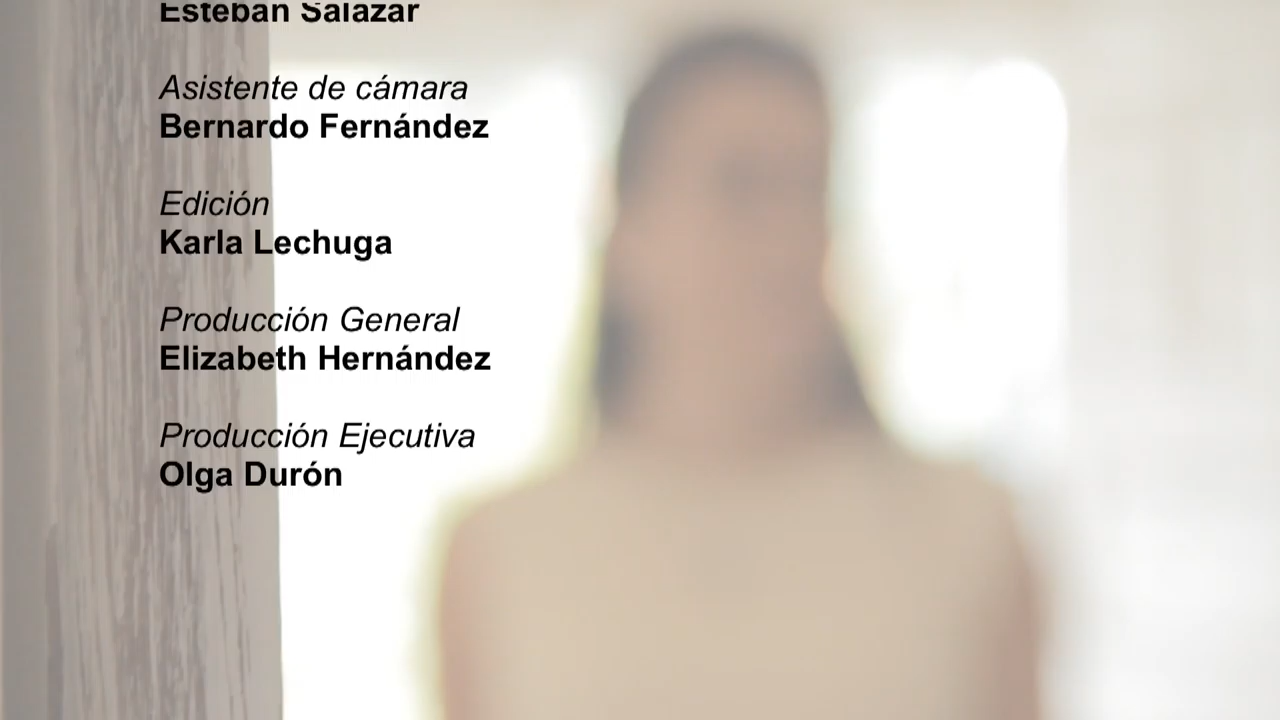 Esteban Salazar
Asistente de cámara
Bernardo Fernández
Edición
Karla Lechuga
Producción General
Elizabeth Hernández
Producción Ejecutiva
Olga Durón